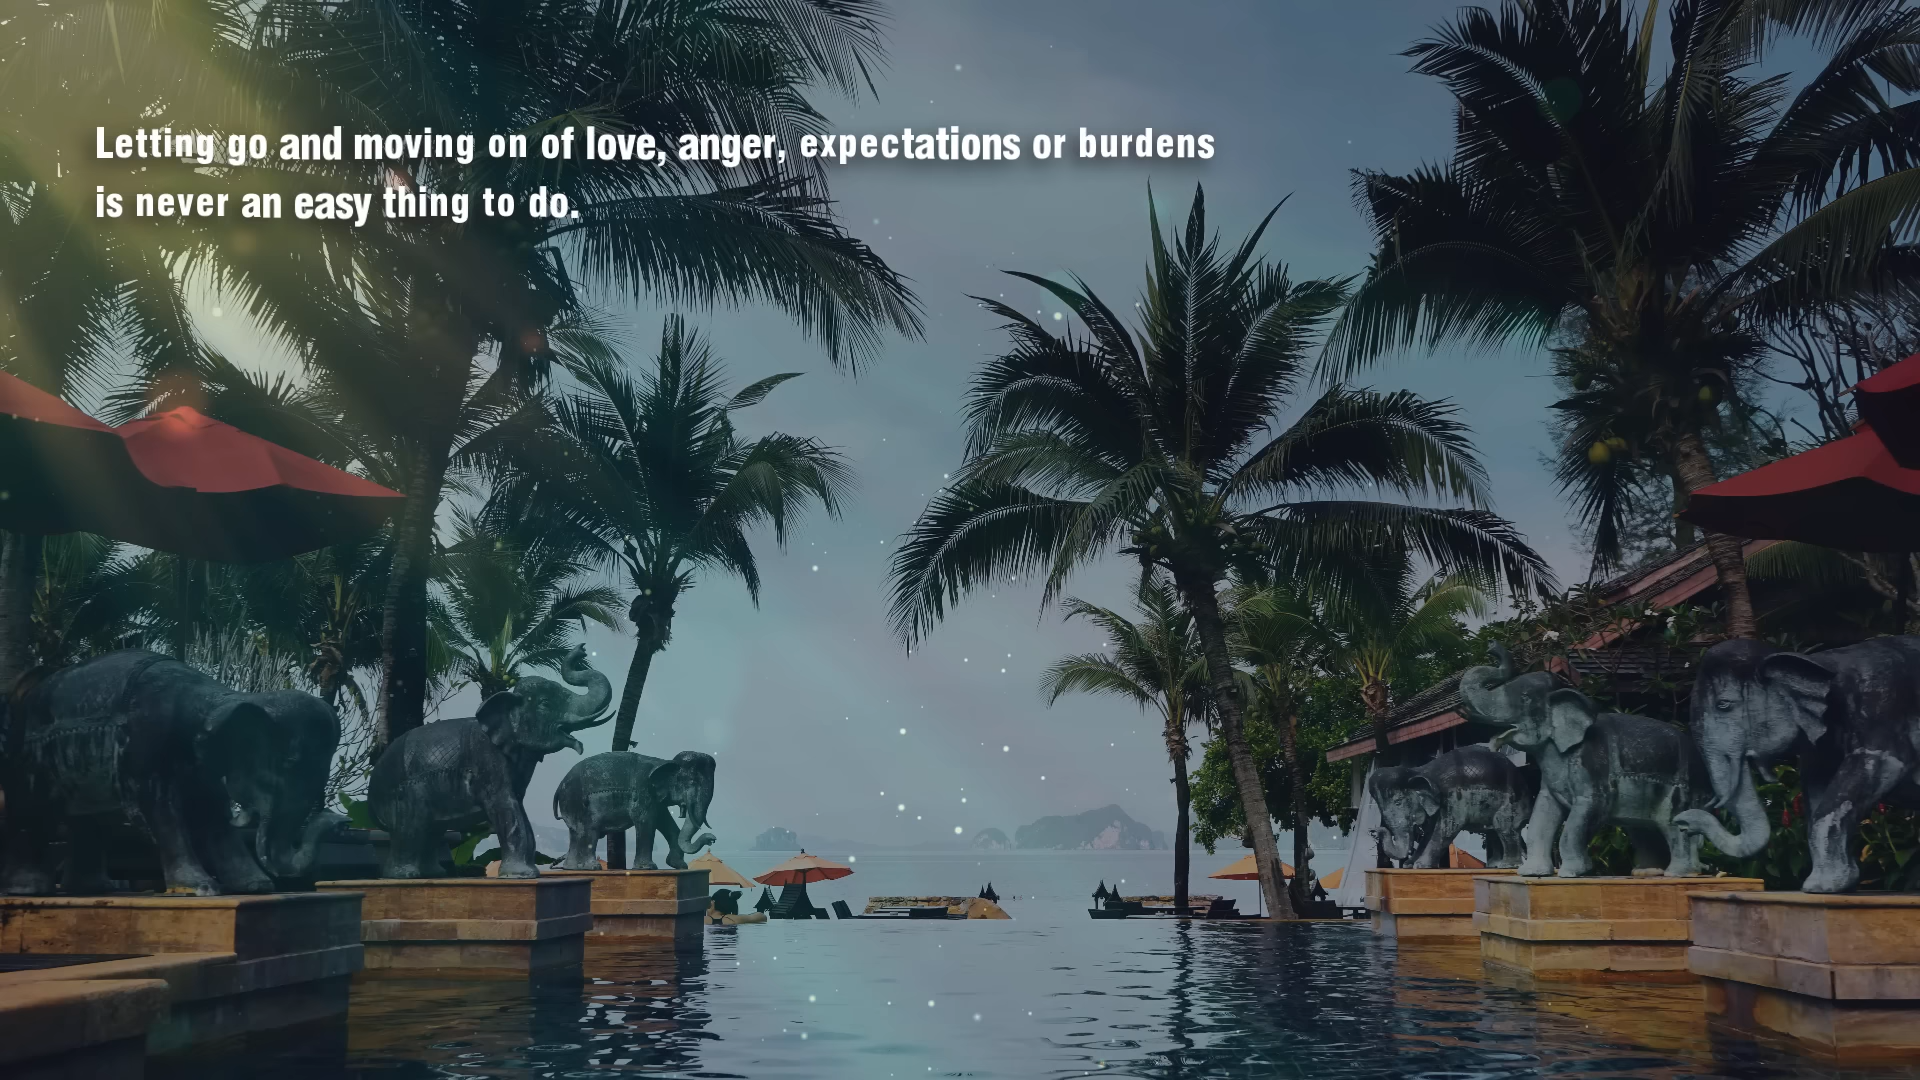 Letting go and moving on of love, anger, expectations or burdens
is never an easy thing to do.